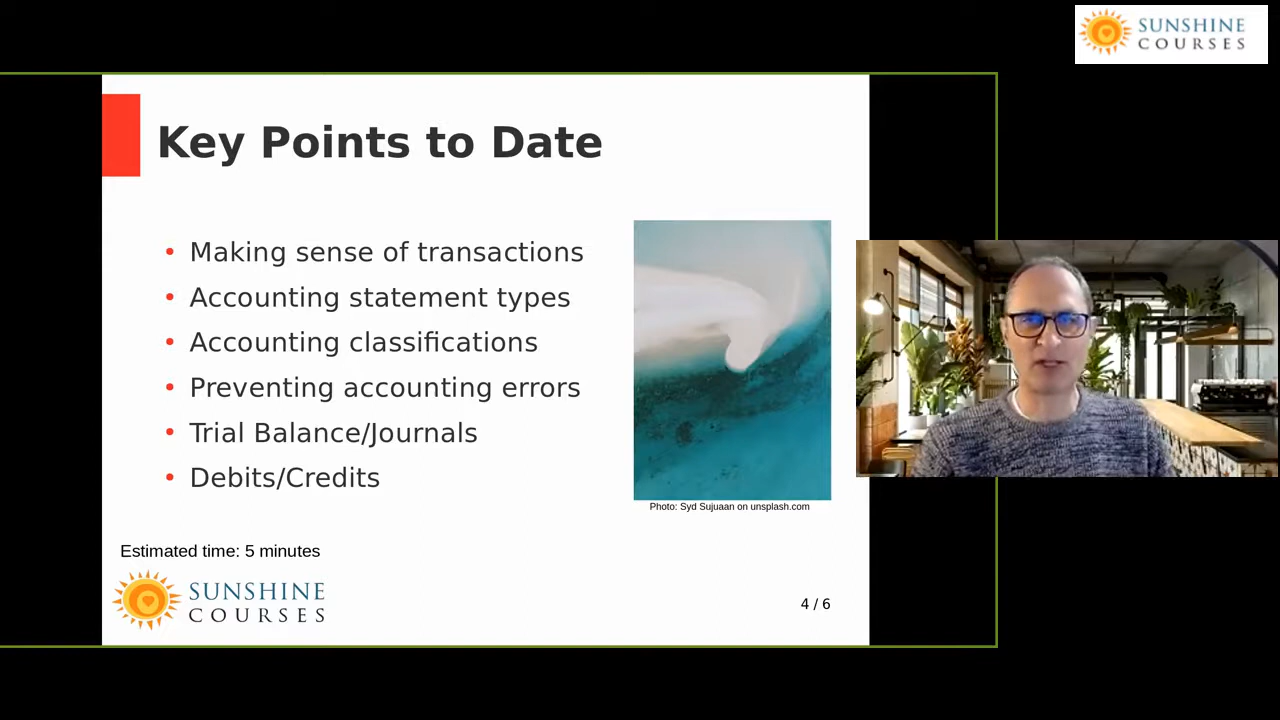 SUNSHINE
COURSES
Key Points to Date
• Making sense of transactions
• Accounting statement types
• Accounting classifications
• Preventing accounting errors
• Trial Balance/Journals
• Debits/Credits
Photo: Syd Sujuaan on unsplash.com
Estimated time: 5 minutes
SUNSHINE
COURSES
4 / 6